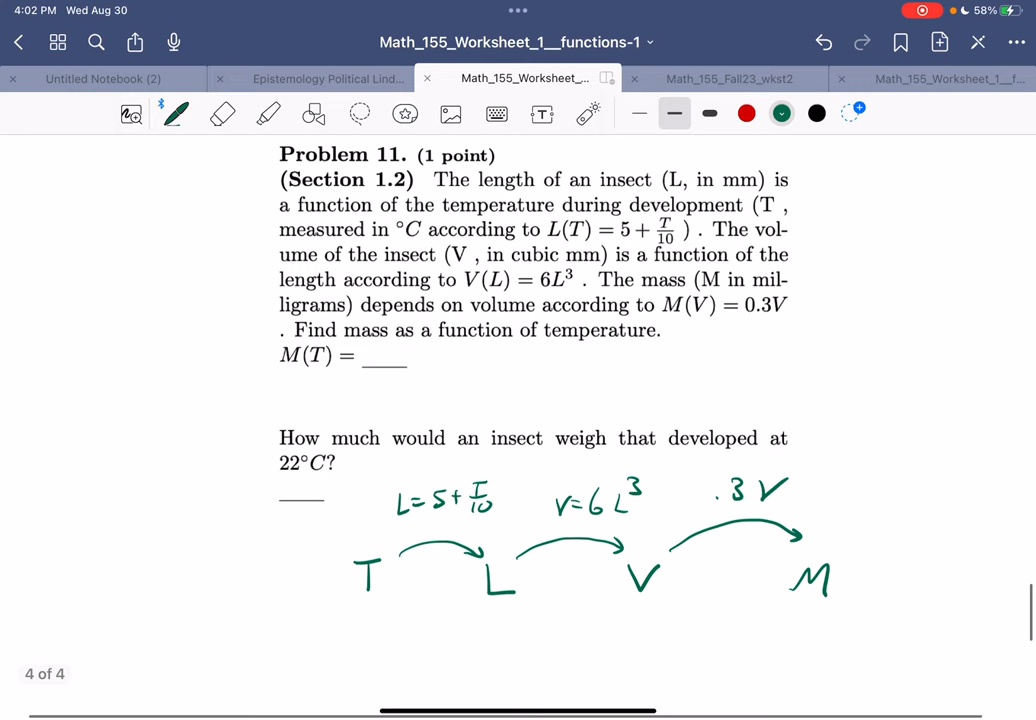 4:02 PM Wed Aug 30
58%
Math_155_Worksheet_1__functions-1
Untitled Notebook (2)
Epistemology Political Lind...
Math_155_Worksheet_...
Math_155_Fall23_wkst2
Math_155_Worksheet_1__f...
Problem 11. (1 point)
(Section 1.2) The length of an insect (L, in mm) is
a function of the temperature during development (T ,
measured in °C according to L(T) = 5 + T/10 ) . The vol-
ume of the insect (V , in cubic mm) is a function of the
length according to V(L) = 6L³ . The mass (M in mil-
ligrams) depends on volume according to M(V) = 0.3V
. Find mass as a function of temperature.
M(T) = ____
How much would an insect weigh that developed at
22°C?
____
L = 5 + T/10 V = 6 L³ .3 V
T L V M
4 of 4